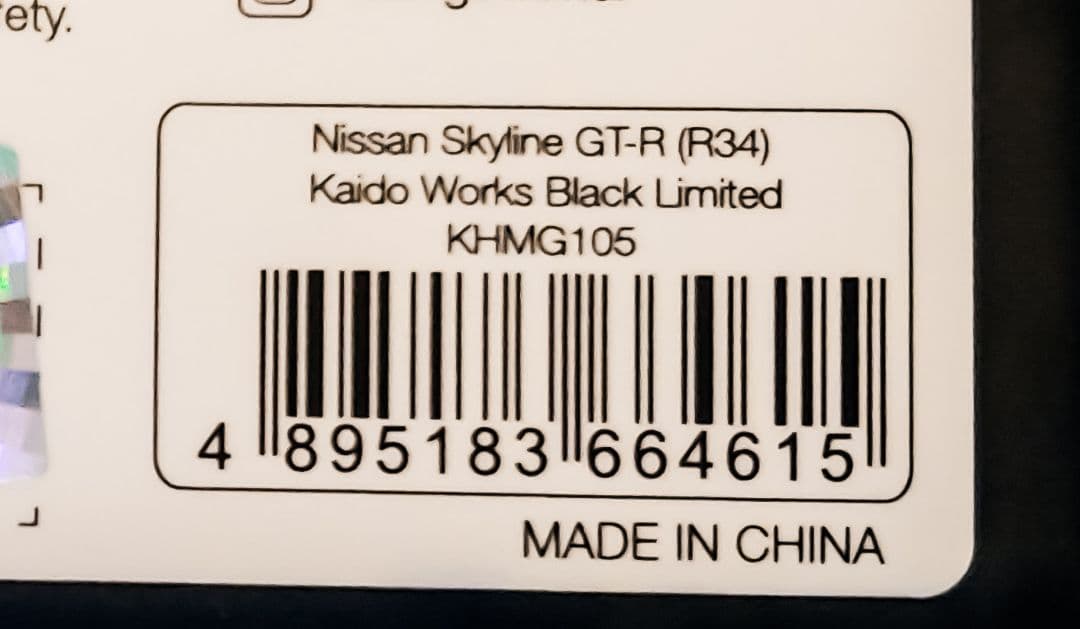 ety.
Nissan Skyline GT-R (R34)
Kaido Works Black Limited
KHMG105
4 895183 664615
MADE IN CHINA